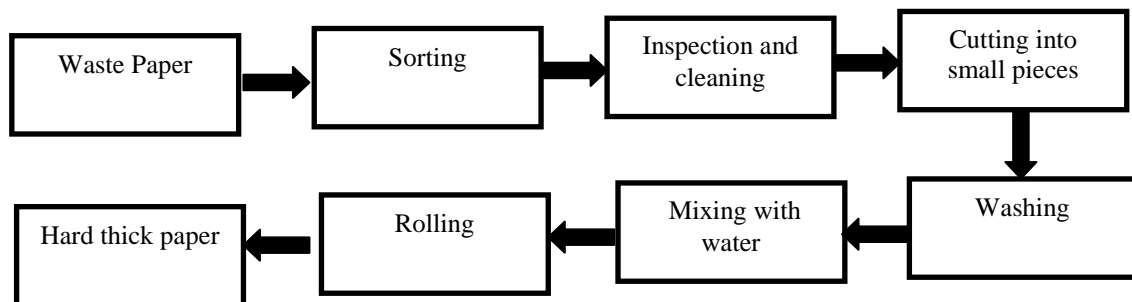 Waste Paper
Sorting
Inspection and
cleaning
Cutting into
small pieces
Washing
Mixing with
water
Rolling
Hard thick paper